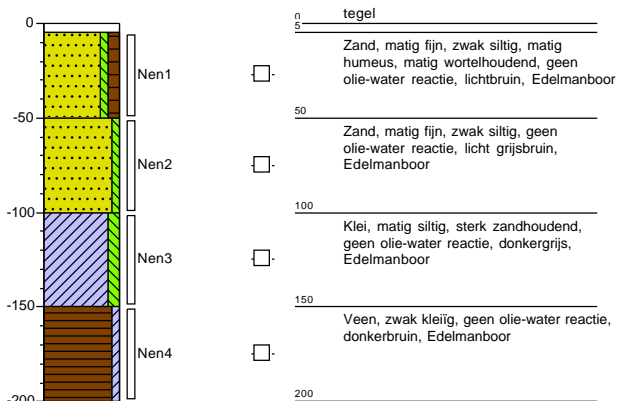 0
0
tegel
5
Zand, matig fijn, zwak siltig, matig
humeus, matig wortelhoudend, geen
olie-water reactie, lichtbruin, Edelmanboor
Nen1
-50
50
Zand, matig fijn, zwak siltig, geen
olie-water reactie, licht grijsbruin,
Edelmanboor
Nen2
-100
100
Klei, matig siltig, sterk zandhoudend,
geen olie-water reactie, donkergrijs,
Edelmanboor
Nen3
-150
150
Veen, zwak kleiïg, geen olie-water reactie,
donkerbruin, Edelmanboor
Nen4
-200
200